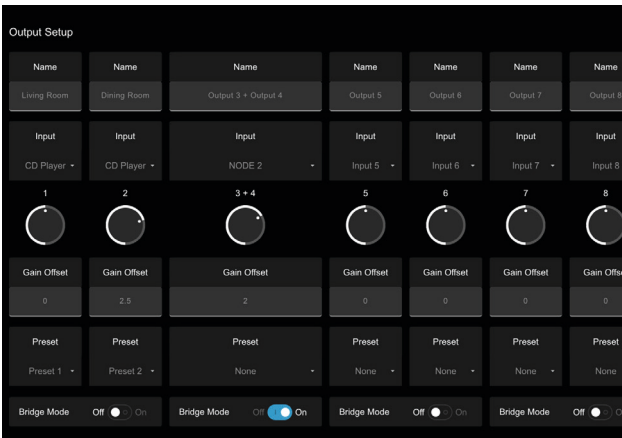 Output Setup
Name Name Name Name Name Name Name
Living Room Dining Room Output 3 + Output 4 Output 5 Output 6 Output 7 Output 8
Input Input Input Input Input Input Input
CD Player CD Player NODE 2 Input 5 Input 6 Input 7 Input 8
1 2 3 + 4 5 6 7 8
Gain Offset Gain Offset Gain Offset Gain Offset Gain Offset Gain Offset Gain Offs
0 2.5 2 0 0 0 0
Preset Preset Preset Preset Preset Preset Preset
Preset 1 Preset 2 None None None None None
Bridge Mode Off On Bridge Mode Off On Bridge Mode Off On Bridge Mode Off O